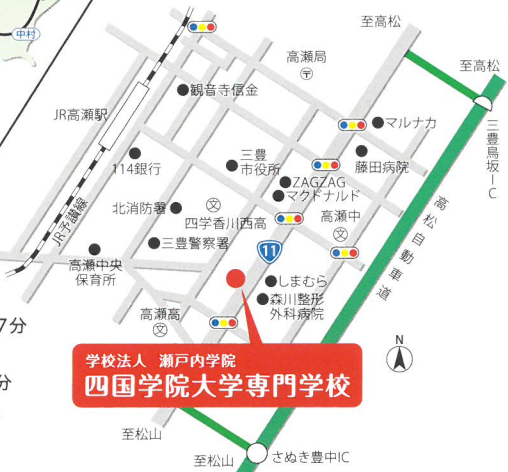 至高松
中村
高瀬局
〒
至高松
観音寺信金
JR高瀬駅
マルナカ
三豊鳥坂IC
114銀行
三豊
市役所
藤田病院
ZAGZAG
マクドナルド
北消防署
文
四学香川西高
高瀬中
文
JR予讃線
高松自動車道
三豊警察署
11
高瀬中央
保育所
しまむら
森川整形
外科病院
高瀬高
文
7分
N
学校法人 瀬戸内学院
四国学院大学専門学校
分
至松山
至松山
さぬき豊中IC